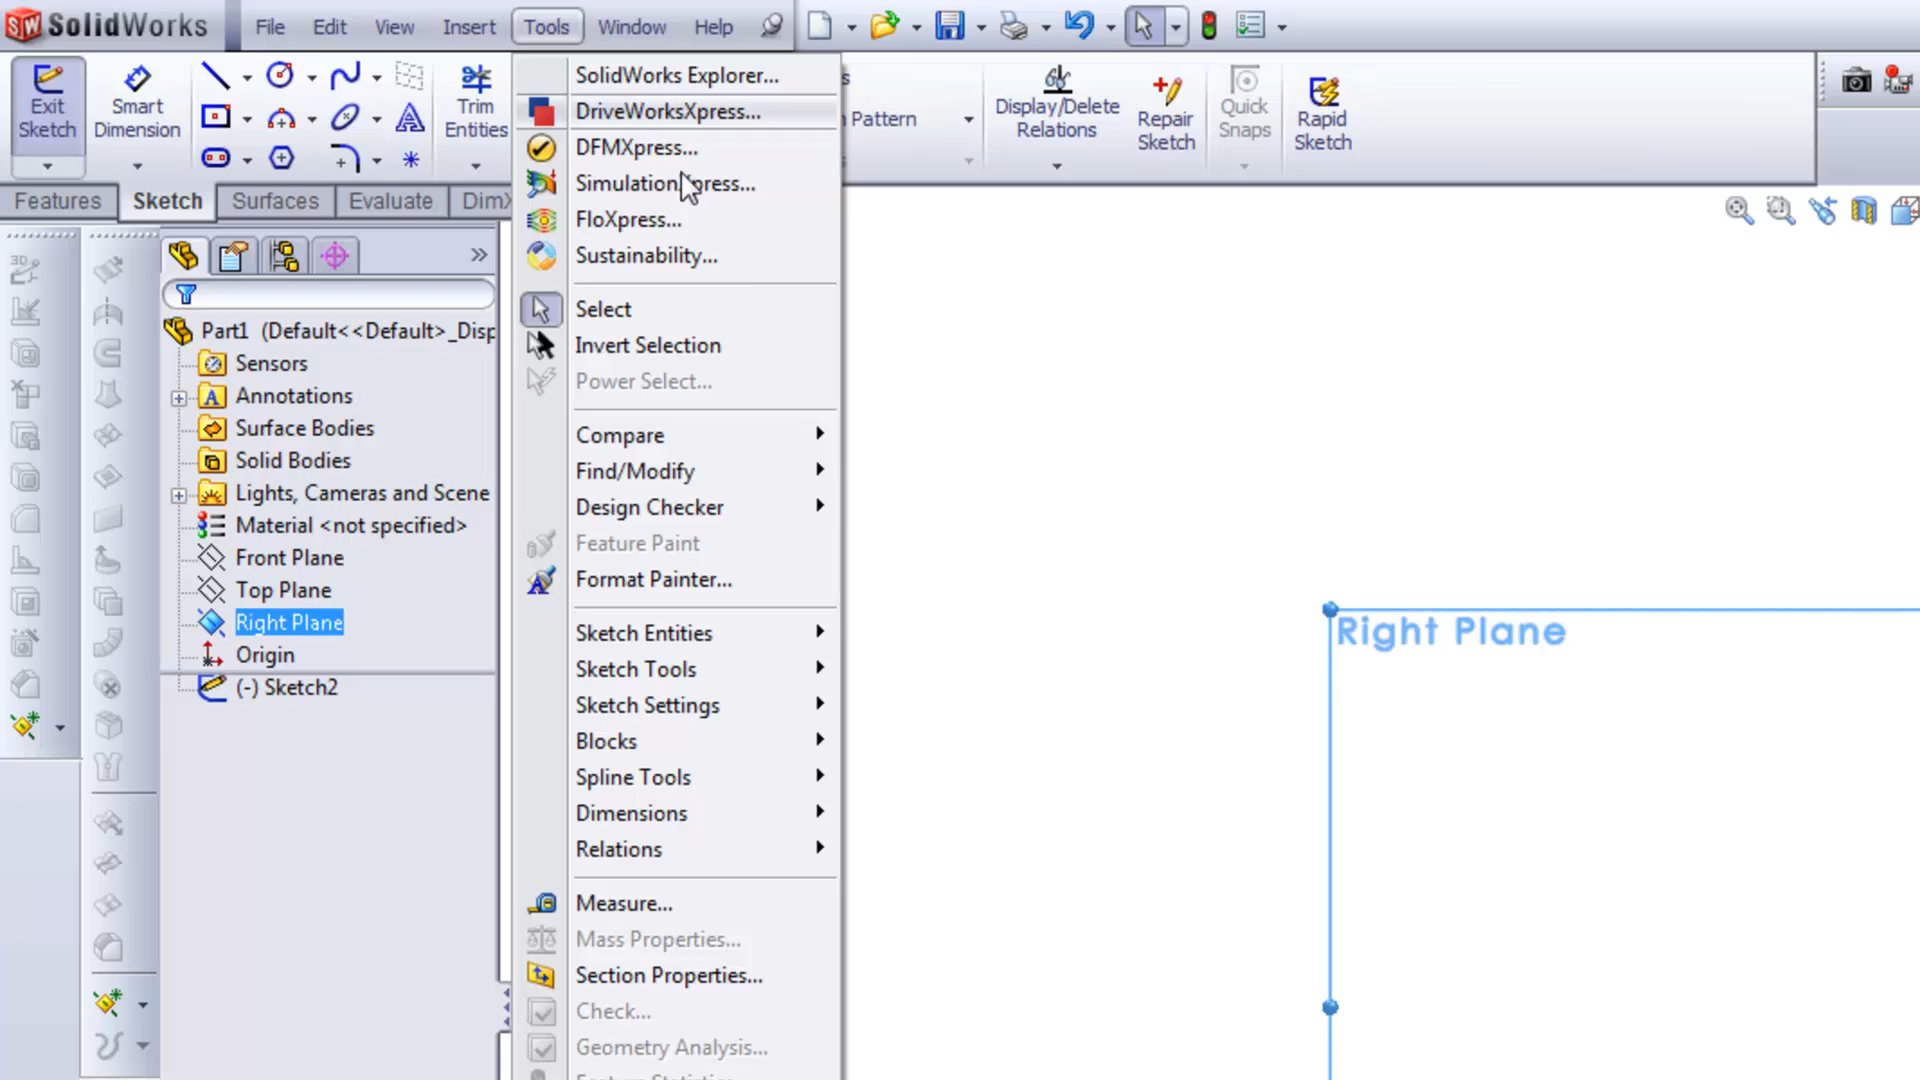 SolidWorks
File Edit View Insert Tools Window Help
Exit Sketch
Smart Dimension
Trim Entities
Pattern
Display/Delete Relations
Repair Sketch
Quick Snaps
Rapid Sketch
Features Sketch Surfaces Evaluate DimX
SolidWorks Explorer...
DriveWorksXpress...
DFMXpress...
SimulationXpress...
FloXpress...
Sustainability...
Select
Invert Selection
Power Select...
Compare
Find/Modify
Design Checker
Feature Paint
Format Painter...
Sketch Entities
Sketch Tools
Sketch Settings
Blocks
Spline Tools
Dimensions
Relations
Measure...
Mass Properties...
Section Properties...
Check...
Geometry Analysis...
Part1 (Default<<Default>_Disp
Sensors
Annotations
Surface Bodies
Solid Bodies
Lights, Cameras and Scene
Material <not specified>
Front Plane
Top Plane
Right Plane
Origin
(-) Sketch2
Right Plane